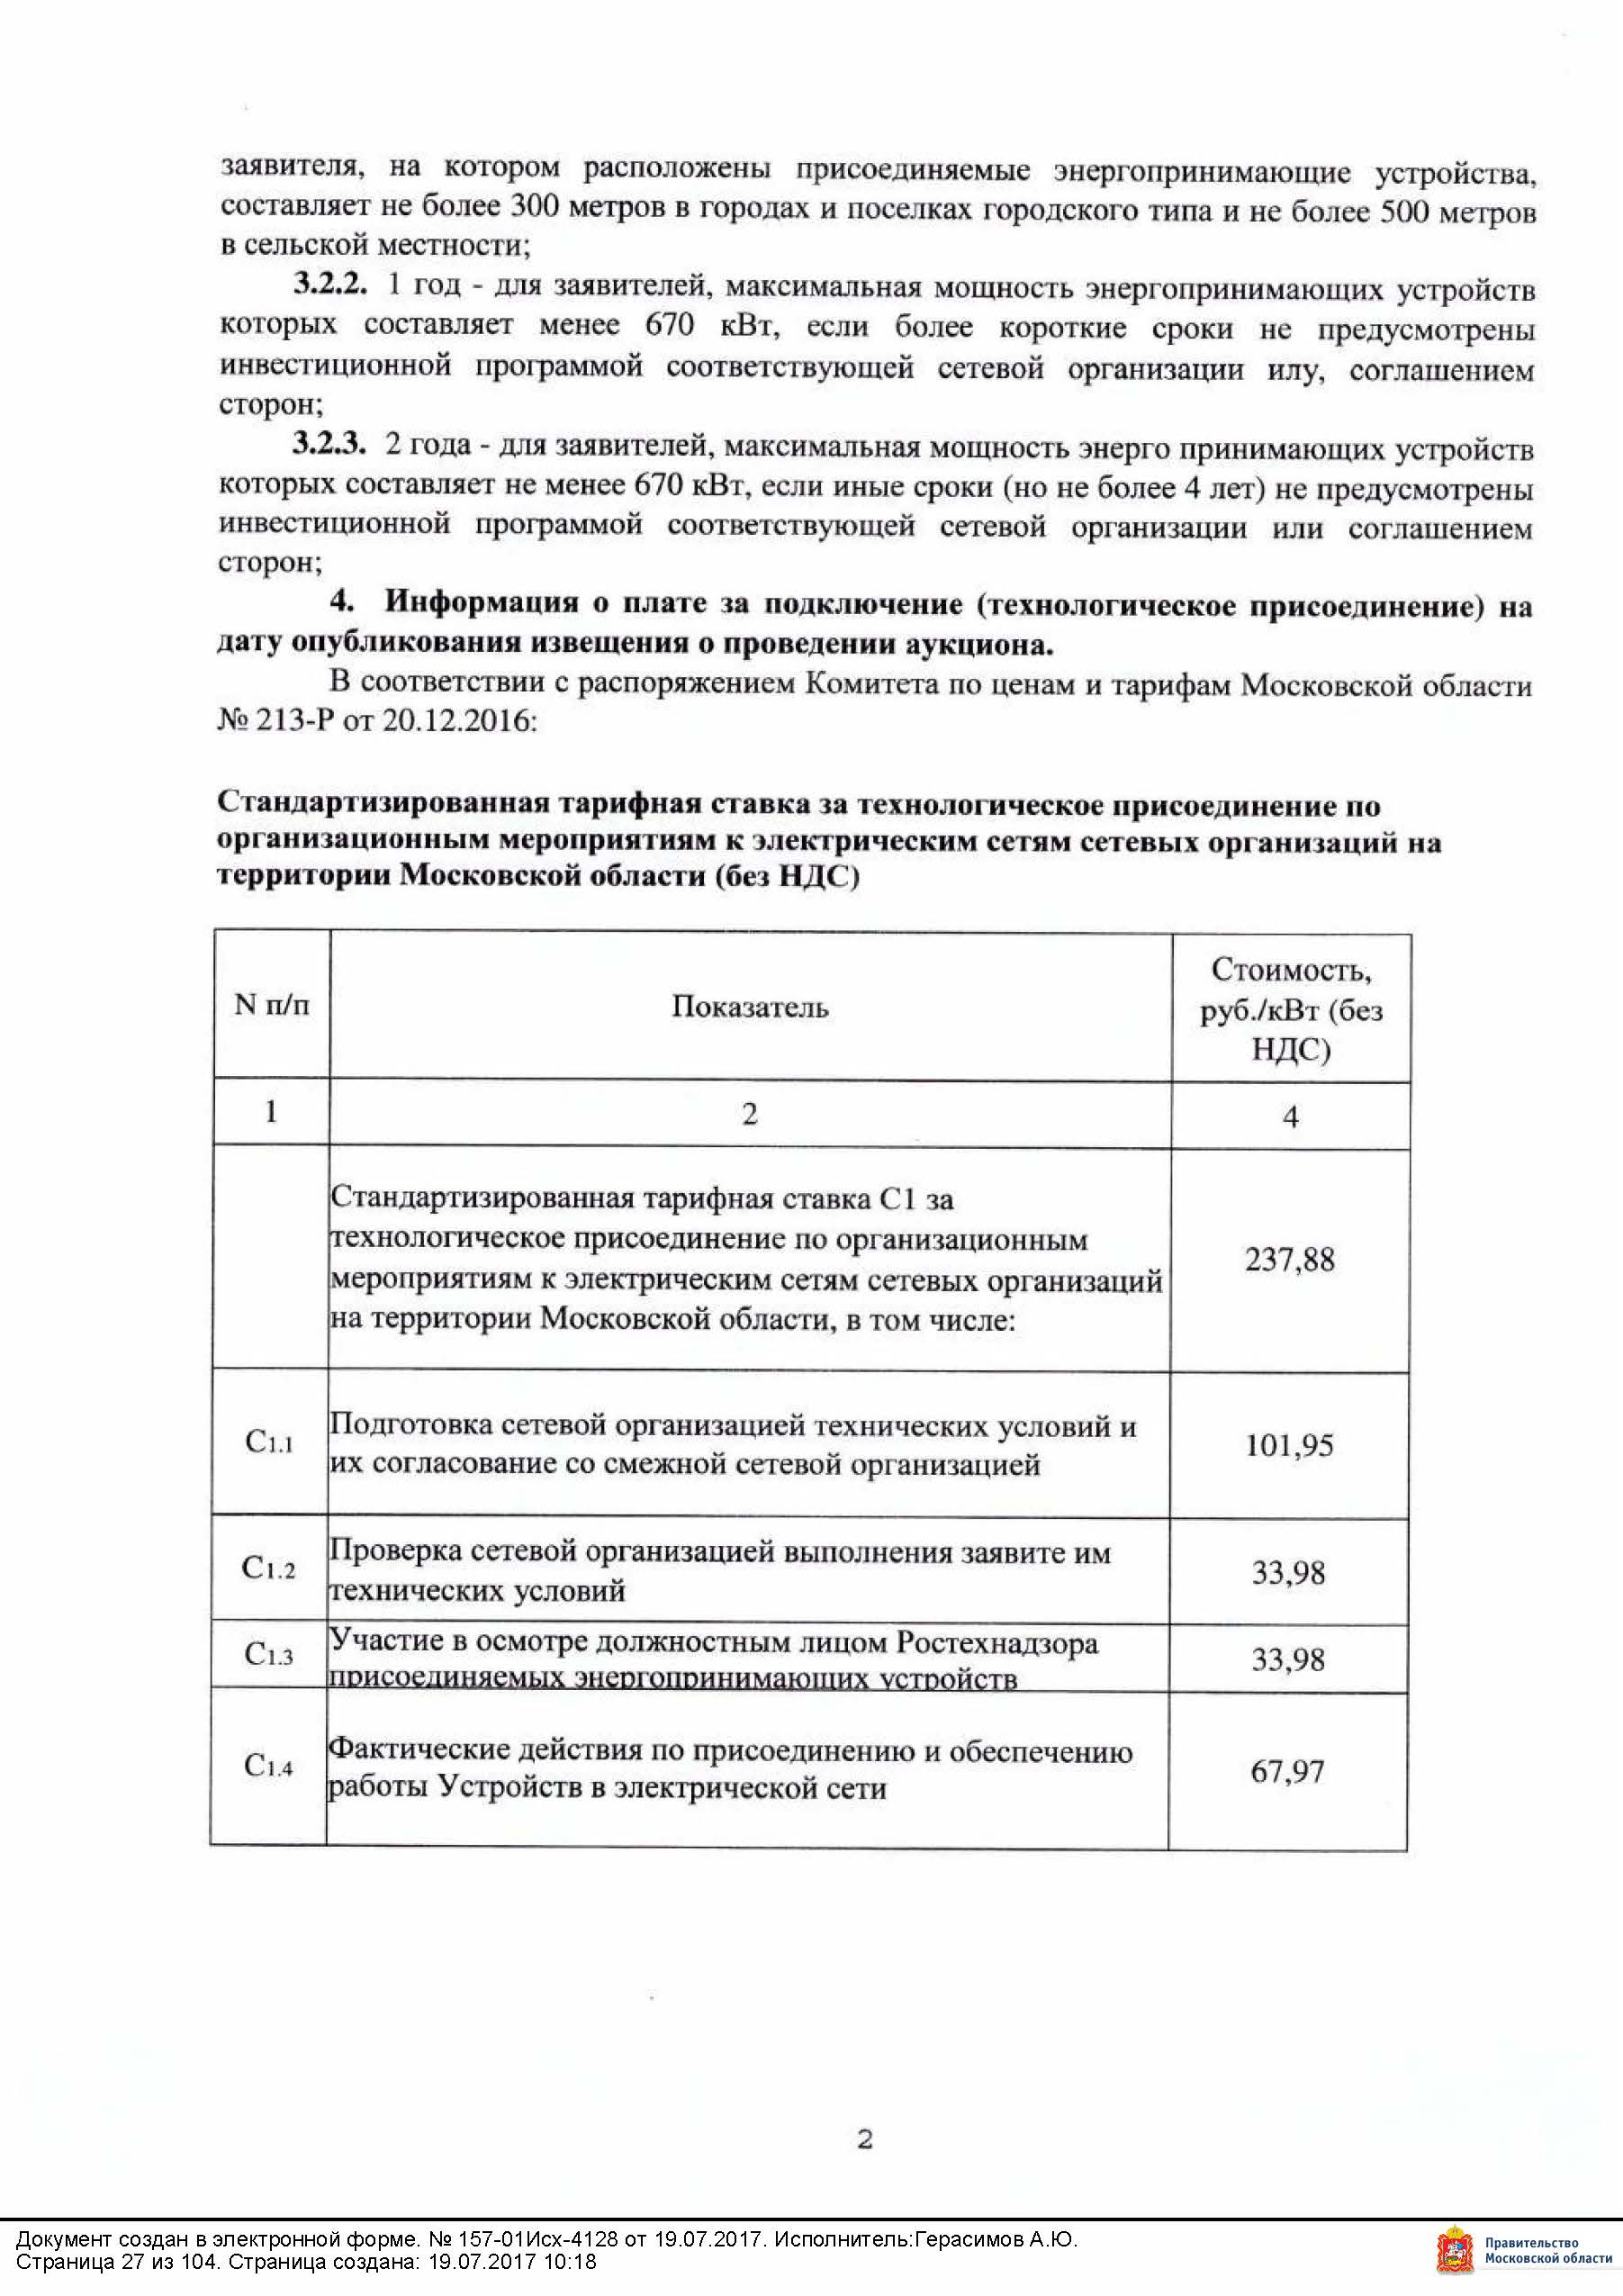 заявителя, на котором расположены присоединяемые энергопринимающие устройства,
составляет не более 300 метров в городах и поселках городского типа и не более 500 метров
в сельской местности;
3.2.2. 1 год - для заявителей, максимальная мощность энергопринимающих устройств
которых составляет менее 670 кВт, если более короткие сроки не предусмотрены
инвестиционной программой соответствующей сетевой организации илу, соглашением
сторон;
3.2.3. 2 года - для заявителей, максимальная мощность энерго принимающих устройств
которых составляет не менее 670 кВт, если иные сроки (но не более 4 лет) не предусмотрены
инвестиционной программой соответствующей сетевой организации или соглашением
сторон;
4. Информация о плате за подключение (технологическое присоединение) на
дату опубликования извещения о проведении аукциона.
В соответствии с распоряжением Комитета по ценам и тарифам Московской области
№ 213-Р от 20.12.2016:
Стандартизированная тарифная ставка за технологическое присоединение по
организационным мероприятиям к электрическим сетям сетевых организаций на
территории Московской области (без НДС)
N п/п
Показатель
Стоимость,
руб./кВт (без
НДС)
1
2
4
Стандартизированная тарифная ставка С1 за
технологическое присоединение по организационным
мероприятиям к электрическим сетям сетевых организаций
на территории Московской области, в том числе:
237,88
С1.1
Подготовка сетевой организацией технических условий и
их согласование со смежной сетевой организацией
101,95
С1.2
Проверка сетевой организацией выполнения заявите им
технических условий
33,98
С1.3
Участие в осмотре должностным лицом Ростехнадзора
присоединяемых энергопринимающих устройств
33,98
С1.4
Фактические действия по присоединению и обеспечению
работы Устройств в электрической сети
67,97
2
Документ создан в электронной форме. № 157-01Исх-4128 от 19.07.2017. Исполнитель:Герасимов А.Ю.
Страница 27 из 104. Страница создана: 19.07.2017 10:18
Правительство
Московской области